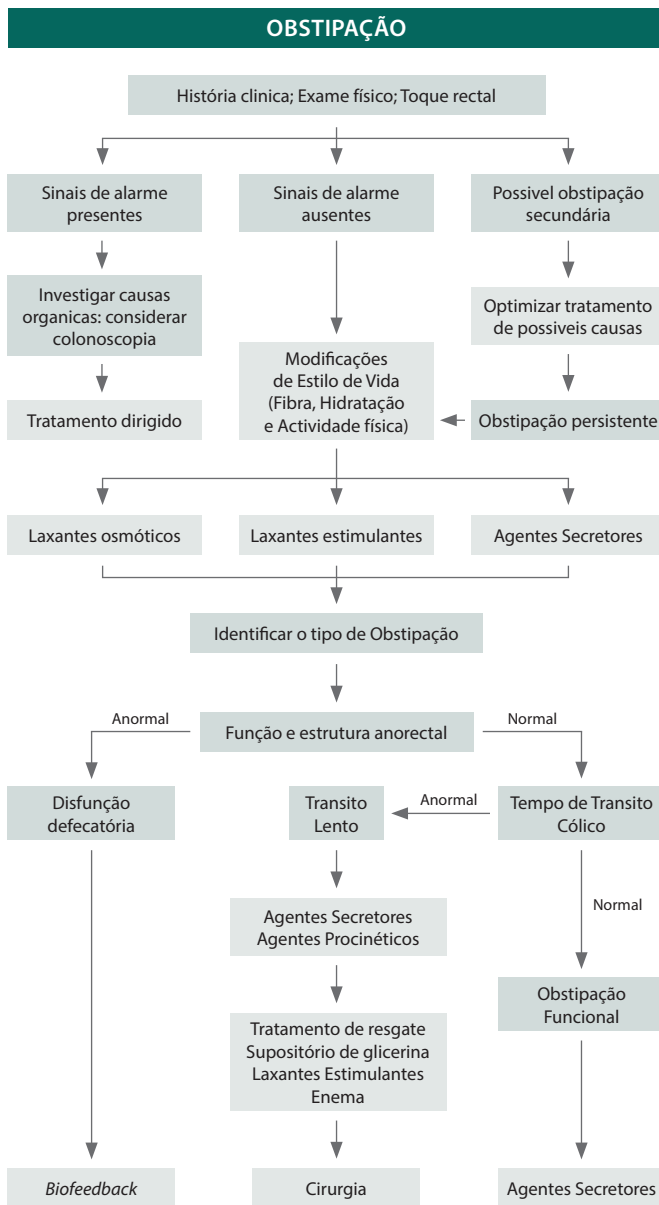 OBSTIPAÇÃO
História clinica; Exame físico; Toque rectal
Sinais de alarme
presentes
Sinais de alarme
ausentes
Possivel obstipação
secundária
Investigar causas
organicas: considerar
colonoscopia
Optimizar tratamento
de possiveis causas
Modificações
de Estilo de Vida
(Fibra, Hidratação
e Actividade física)
Tratamento dirigido
Obstipação persistente
Laxantes osmóticos
Laxantes estimulantes
Agentes Secretores
Identificar o tipo de Obstipação
Anormal
Função e estrutura anorectal
Normal
Disfunção
defecatória
Transito
Lento
Anormal
Tempo de Transito
Cólico
Normal
Agentes Secretores
Agentes Procinéticos
Obstipação
Funcional
Tratamento de resgate
Supositório de glicerina
Laxantes Estimulantes
Enema
Biofeedback
Cirurgia
Agentes Secretores